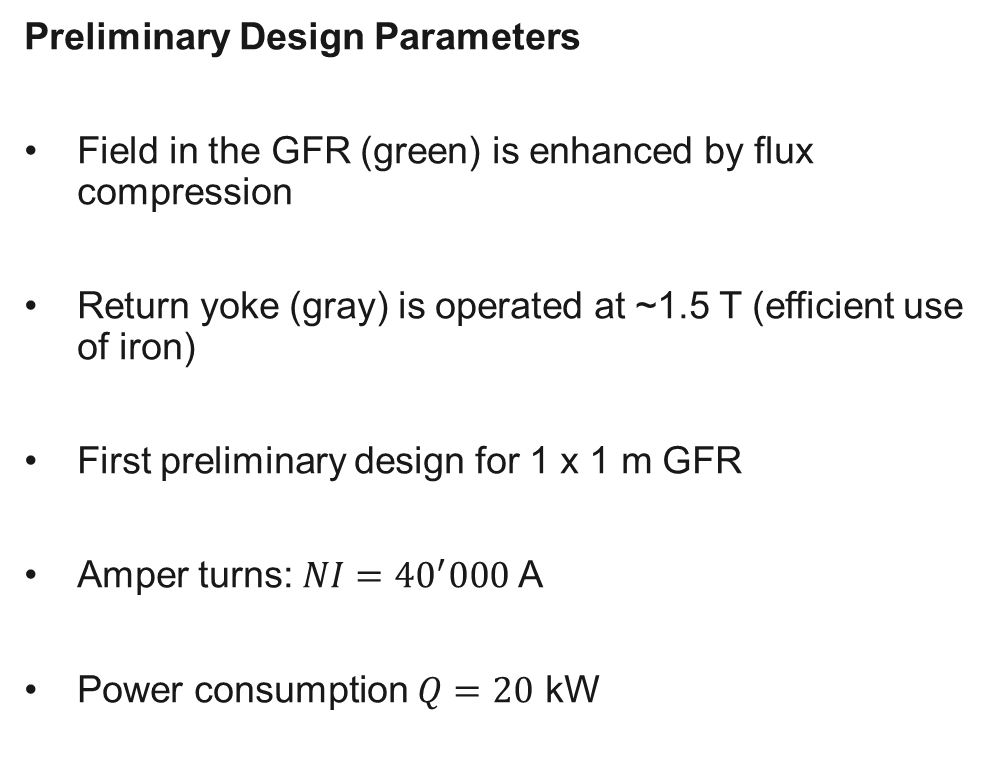 Preliminary Design Parameters
• Field in the GFR (green) is enhanced by flux
compression
• Return yoke (gray) is operated at ~1.5 T (efficient use
of iron)
• First preliminary design for 1 x 1 m GFR
• Amper turns: 𝑁𝐼 = 40′000 A
• Power consumption 𝑄 = 20 kW